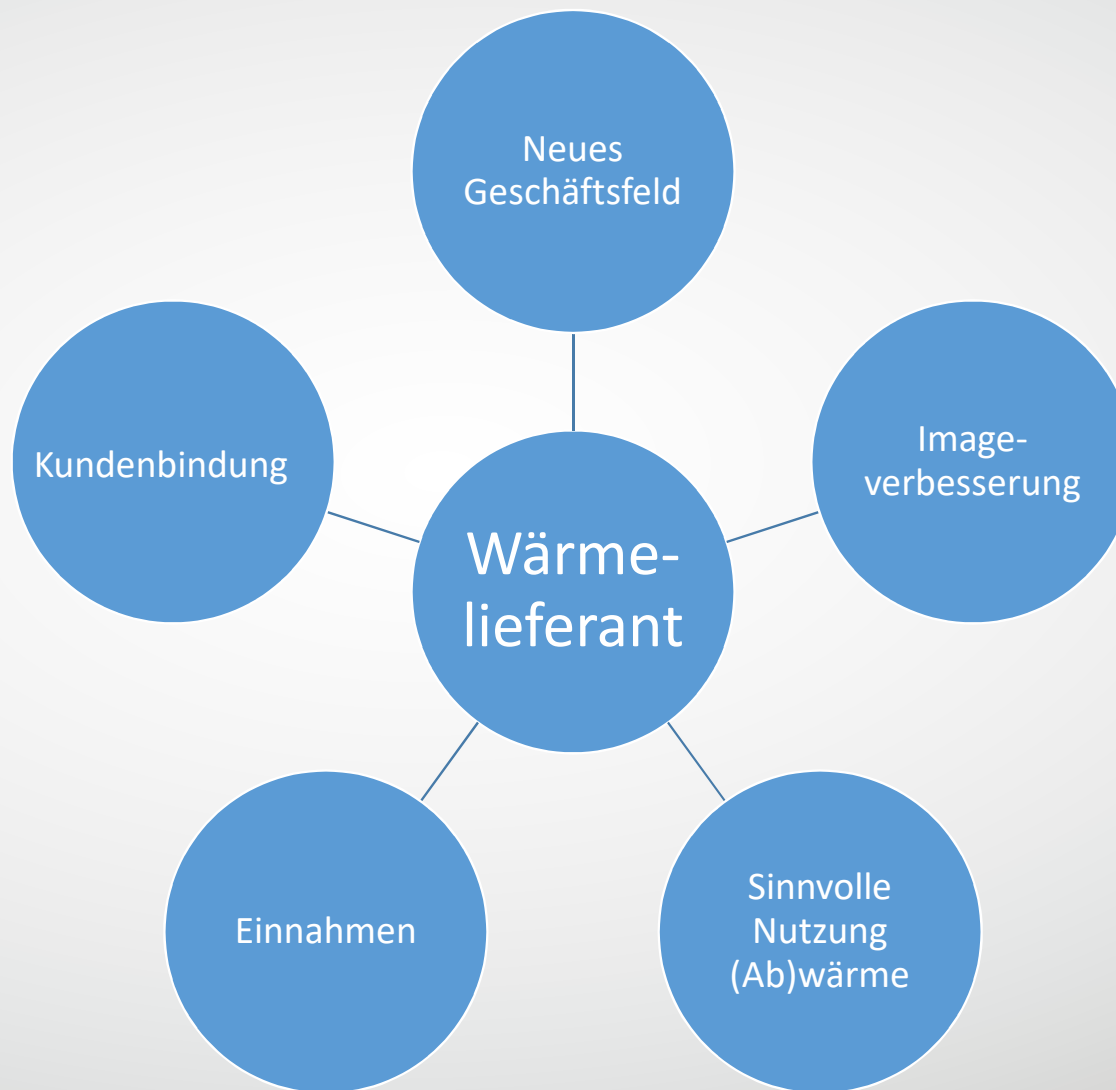 Neues
Geschäftsfeld
Image-
verbesserung
Kundenbindung
Wärme-
lieferant
Sinnvolle
Nutzung
(Ab)wärme
Einnahmen